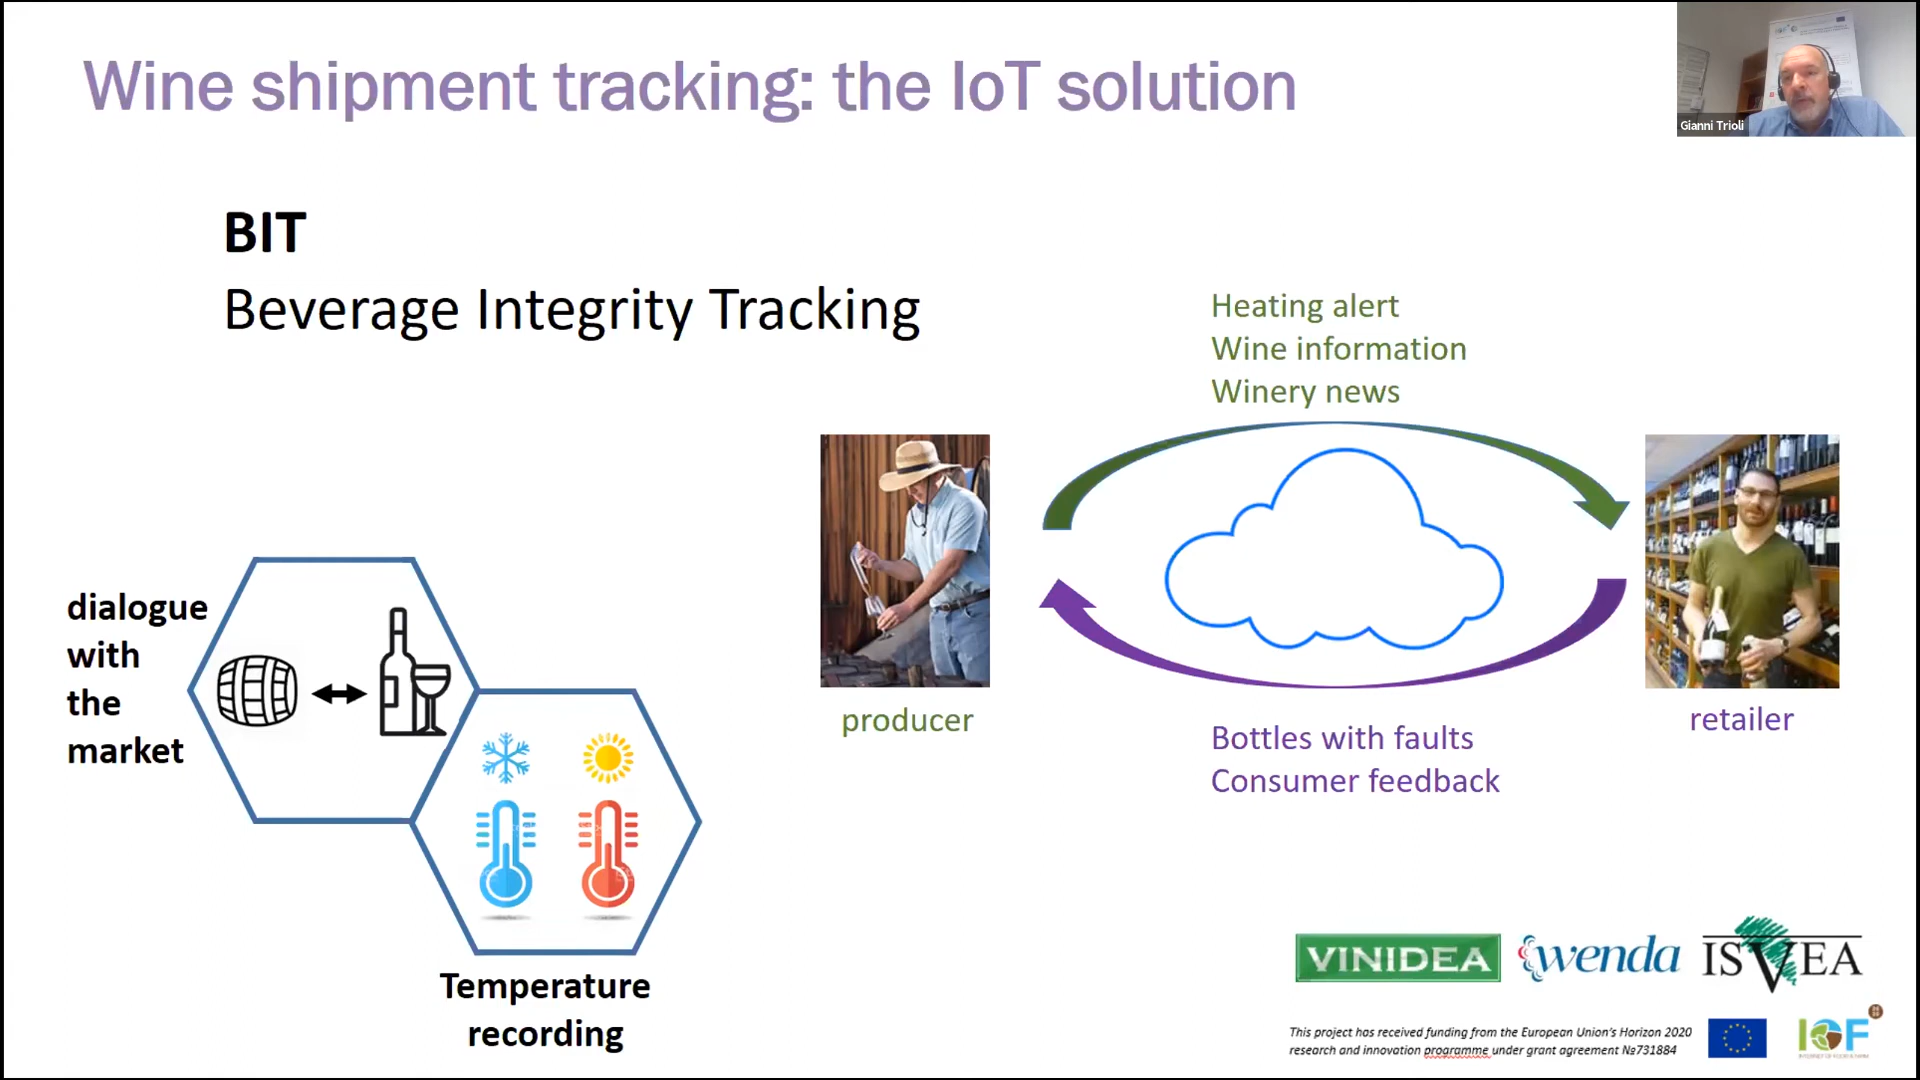 Wine shipment tracking: the IoT solution
Gianni Trioli
BIT
Beverage Integrity Tracking
Heating alert
Wine information
Winery news
dialogue
with
the
market
producer
retailer
Bottles with faults
Consumer feedback
Temperature
recording
VINIDEA
wenda
ISVEA
This project has received funding from the European Union's Horizon 2020
research and innovation programme under grant agreement №731884
IOF